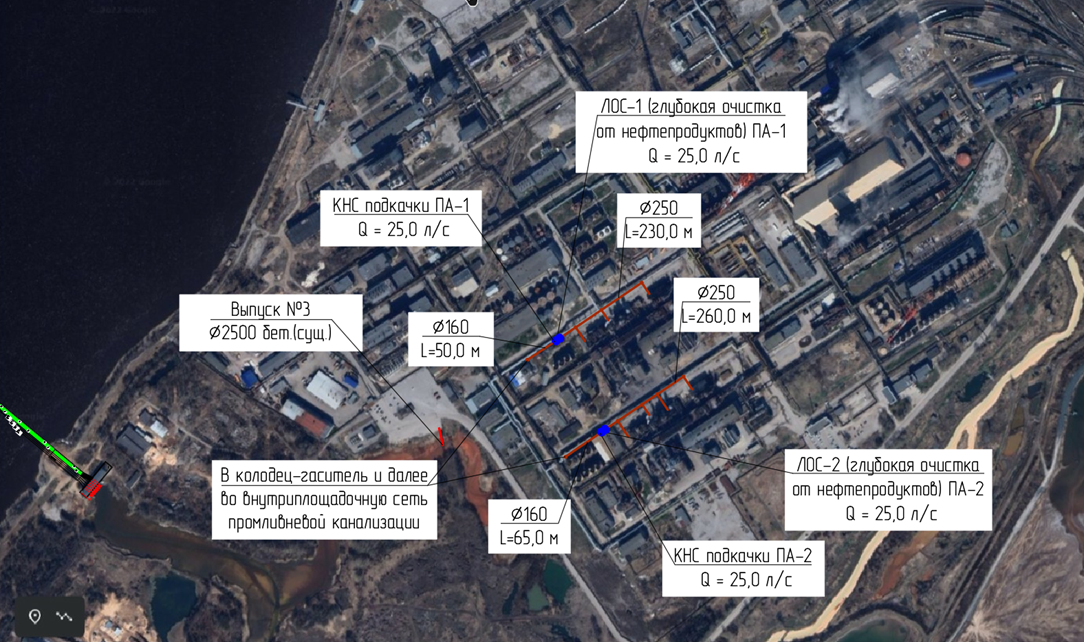 ЛОС-1 (глубокая очистка
от нефтепродуктов) ПА-1
Q = 25,0 л/с
КНС подкачки ПА-1
Q = 25,0 л/с
Ø250
L=230,0 м
Ø250
L=260,0 м
Выпуск №3
Ø2500 бет.(сущ.)
Ø160
L=50,0 м
В колодец-гаситель и далее
во внутриплощадочную сеть
промливневой канализации
Ø160
L=65,0 м
ЛОС-2 (глубокая очистка
от нефтепродуктов) ПА-2
Q = 25,0 л/с
КНС подкачки ПА-2
Q = 25,0 л/с